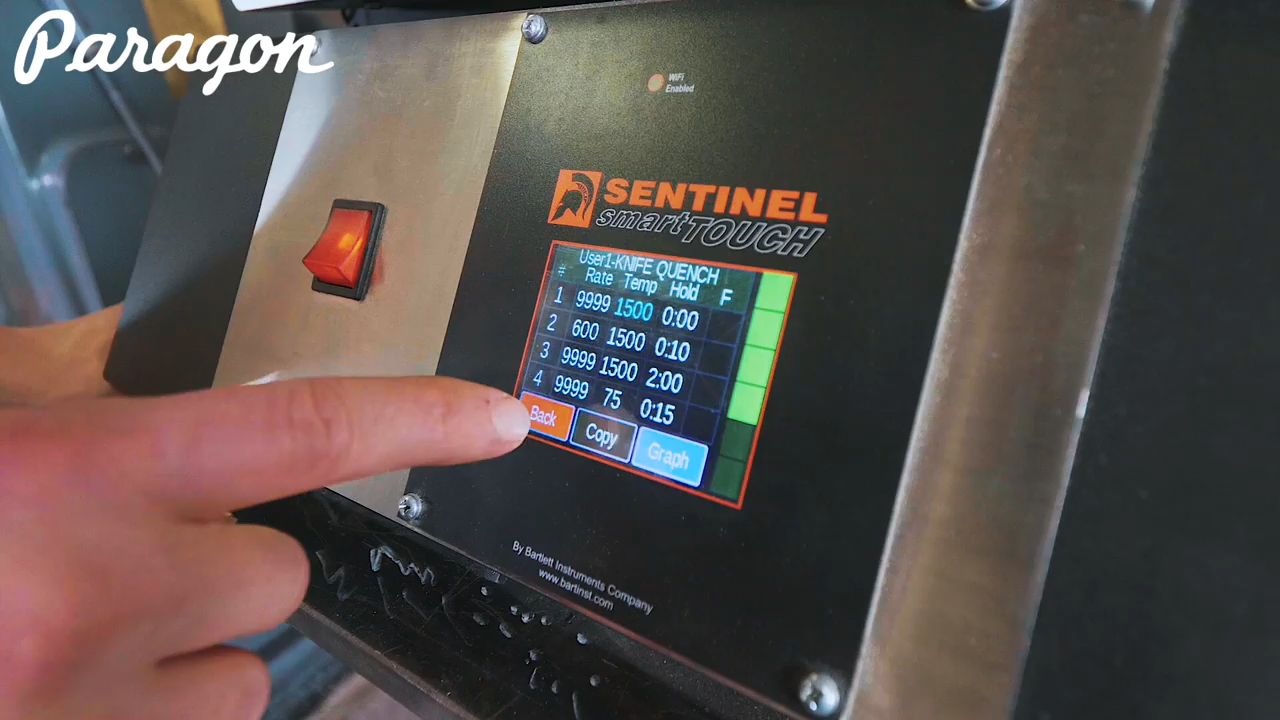 Paragon
WiFi
Enabled
SENTINEL
smartTOUCH
User1-KNIFE QUENCH
# Rate Temp Hold F
1 9999 1500 0:00
2 600 1500 0:10
3 9999 1500 2:00
4 9999 75 0:15
Back Copy Graph
By Bartlett Instruments Company
www.bartinst.com